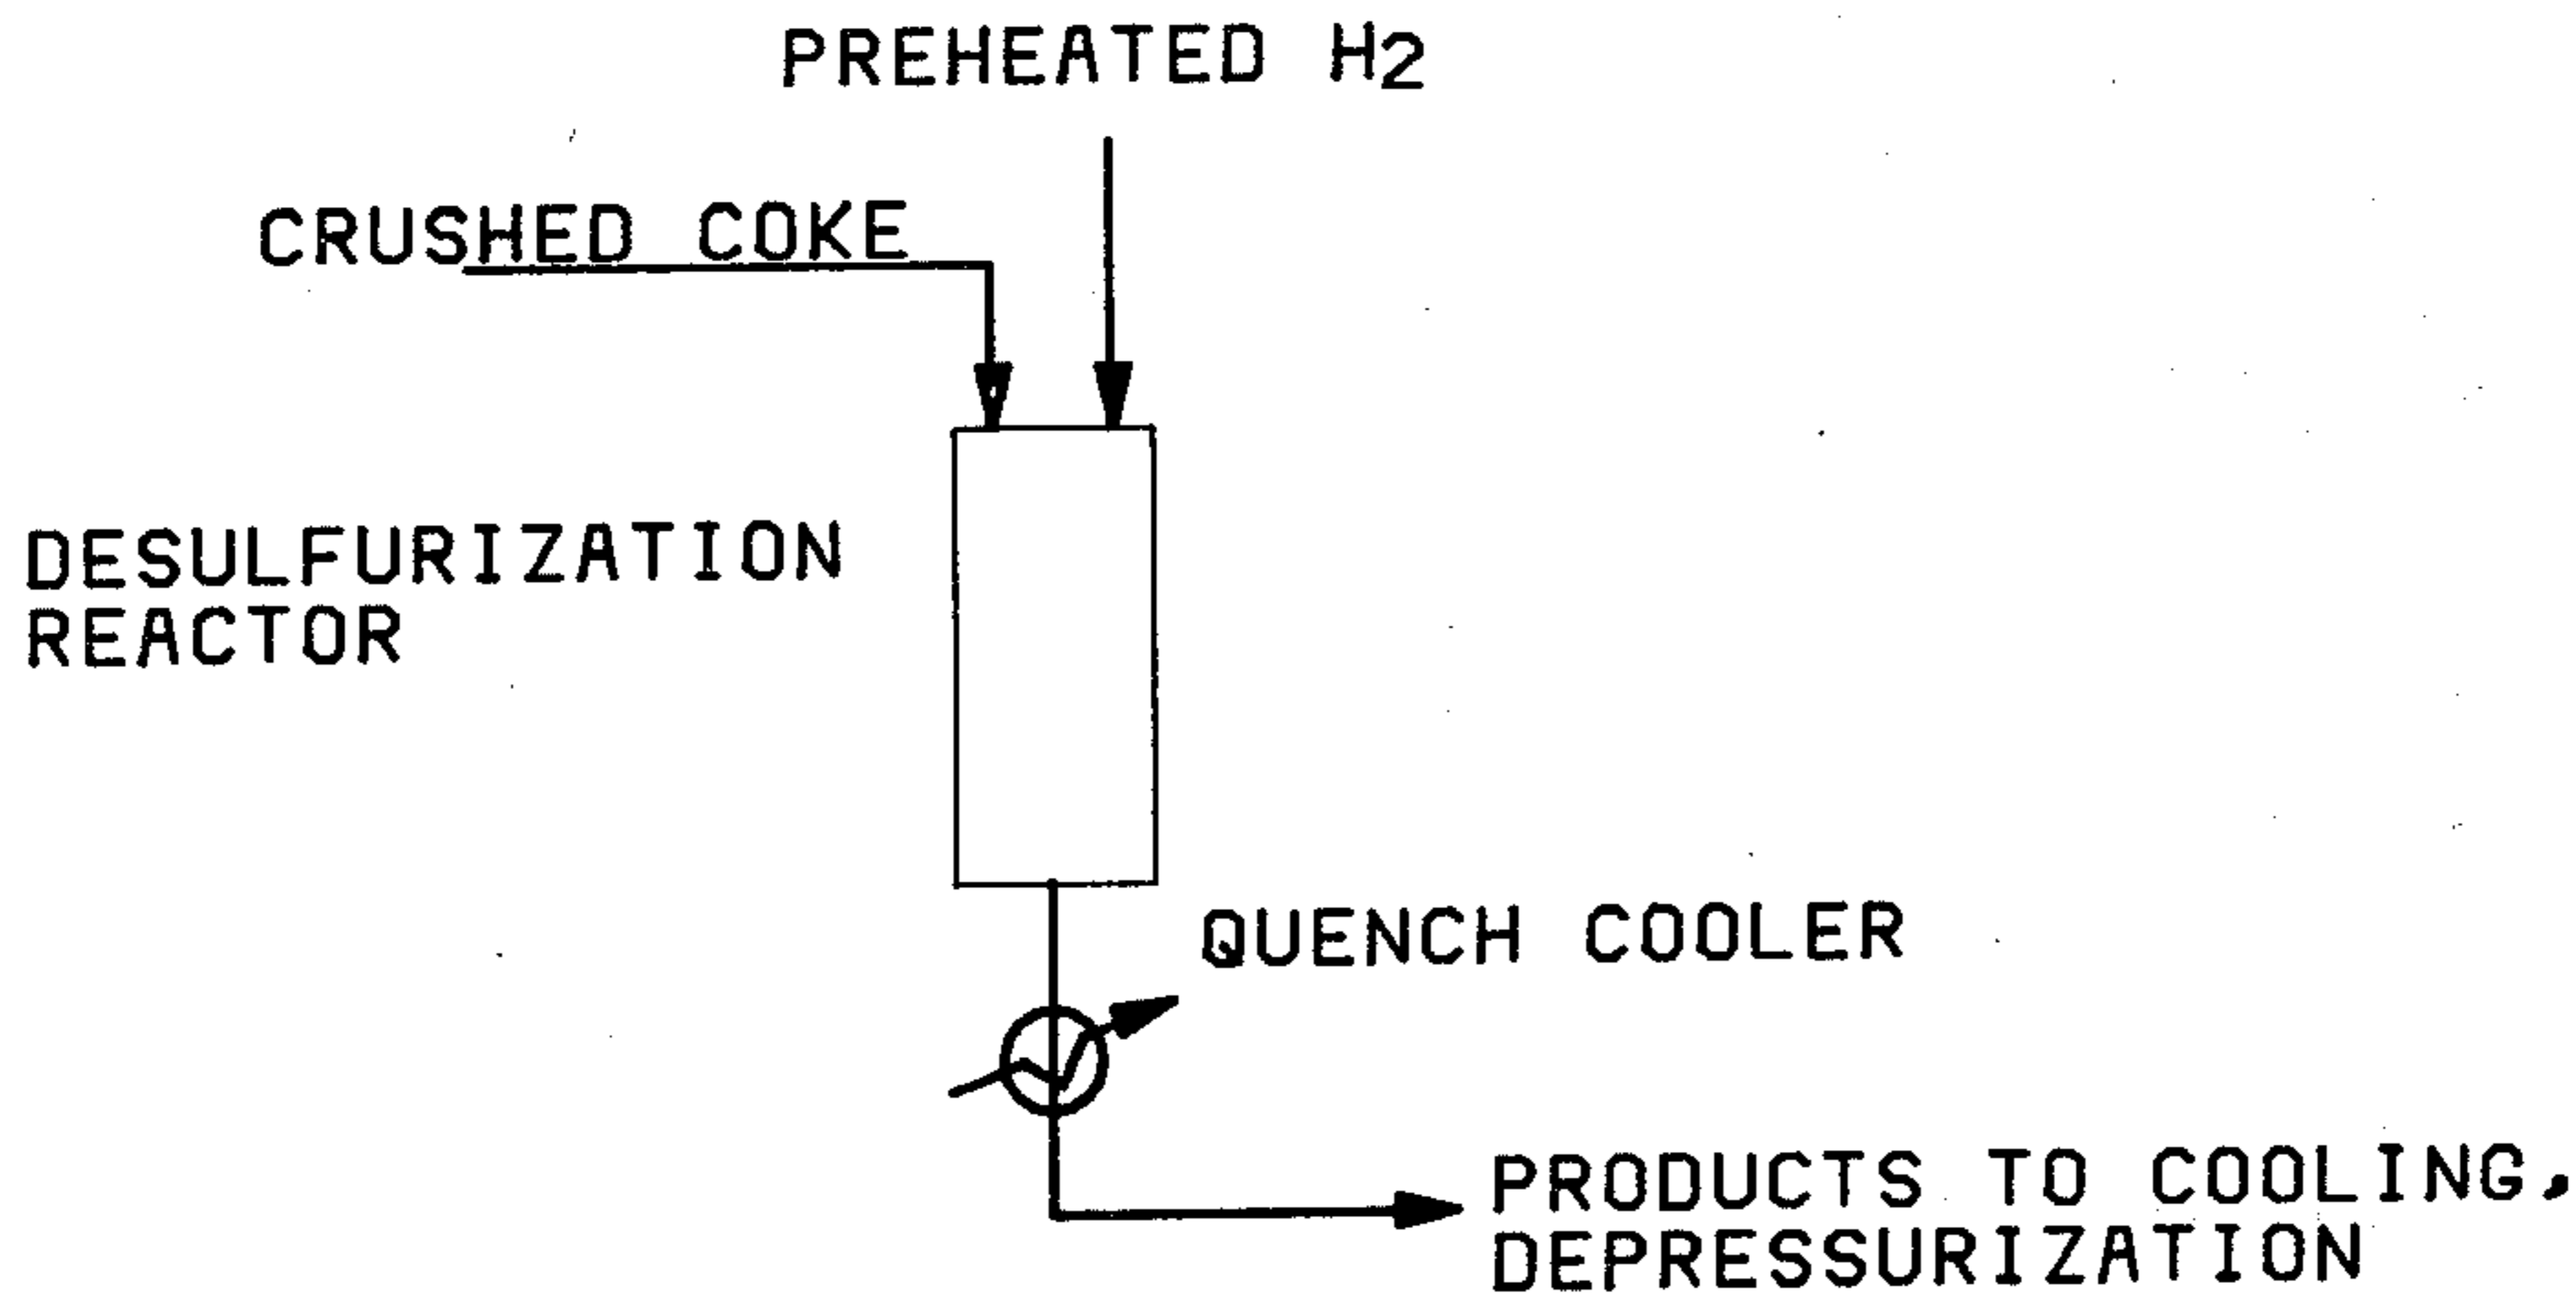 PREHEATED H2
CRUSHED COKE
DESULFURIZATION
REACTOR
QUENCH COOLER
PRODUCTS TO COOLING,
DEPRESSURIZATION